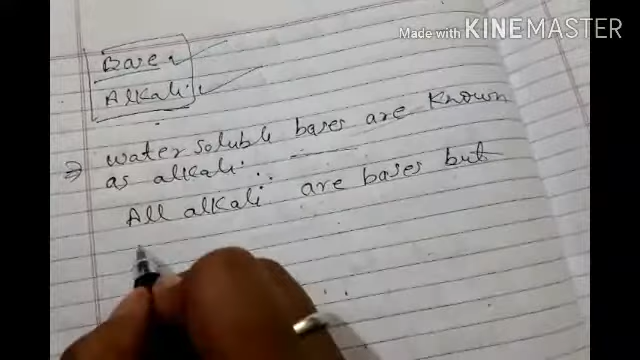 Made with KINEMASTER
Base
Alkali
⇒ water soluble bases are known
as alkali.
All alkali are bases but